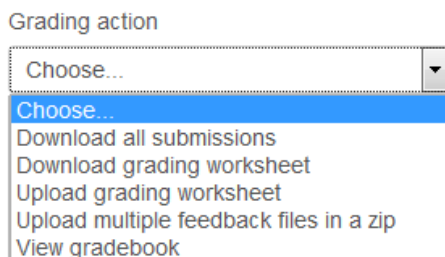 Grading action
Choose...
Choose...
Download all submissions
Download grading worksheet
Upload grading worksheet
Upload multiple feedback files in a zip
View gradebook